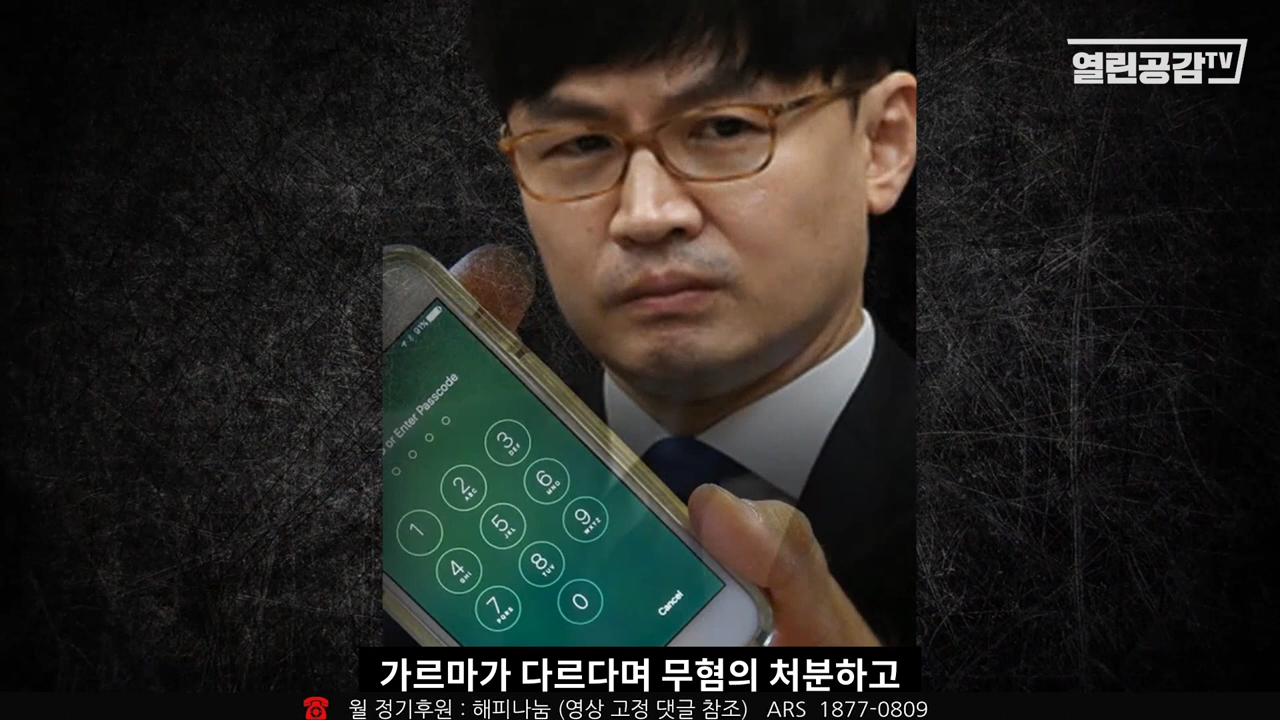 열린공감TV
91%
or Enter Passcode
1
2 ABC
3 DEF
4 GHI
5 JKL
6 MNO
7 PQRS
8 TUV
9 WXYZ
0
Cancel
가르마가 다르다며 무혐의 처분하고
월 정기후원 : 해피나눔 (영상 고정 댓글 참조) ARS 1877-0809